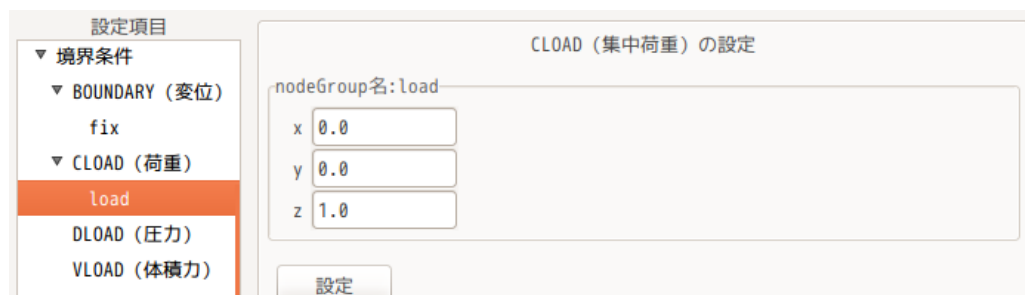 設定項目
▼ 境界条件
▼ BOUNDARY (変位)
fix
▼ CLOAD (荷重)
load
DLOAD (圧力)
VLOAD (体積力)
CLOAD (集中荷重) の設定
nodeGroup名:load
x 0.0
y 0.0
z 1.0
設定